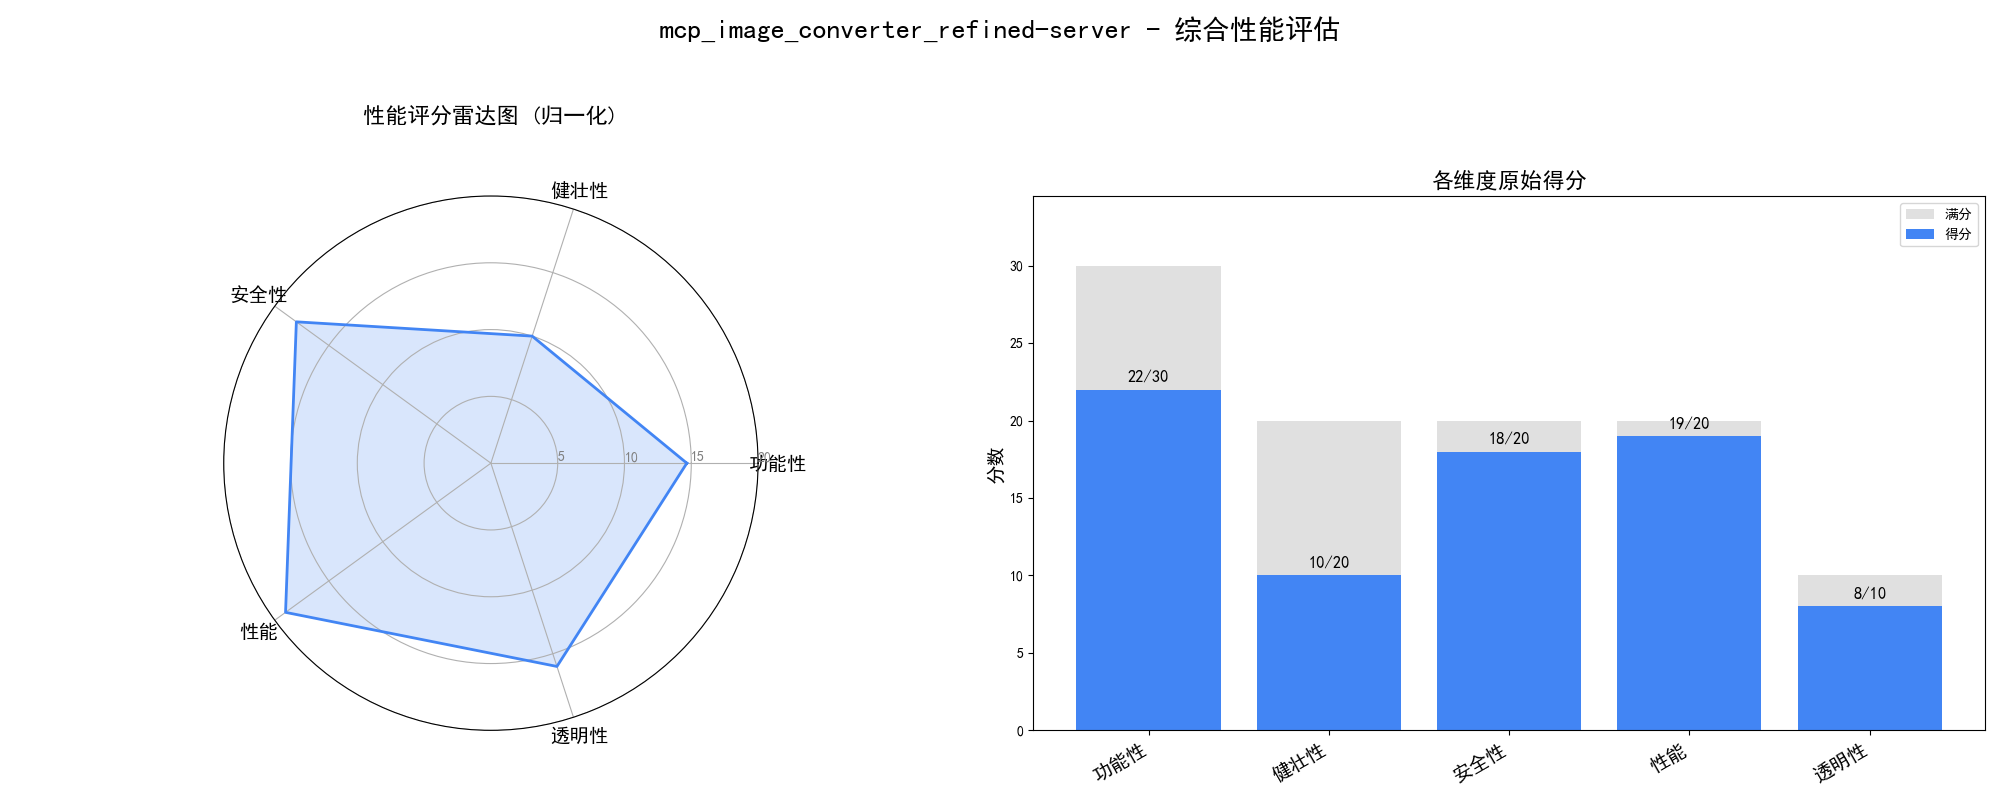 mcp_image_converter_refined-server - 综合性能评估
性能评分雷达图 (归一化)
健壮性
安全性
5
10
15
20
功能性
性能
透明性
各维度原始得分
满分
得分
分数
30
25
20
15
10
5
0
22/30
10/20
18/20
19/20
8/10
功能性
健壮性
安全性
性能
透明性